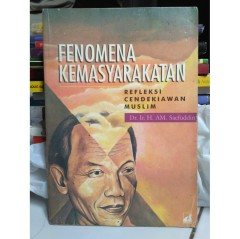 FENOMENA
KEMASYARAKATAN
REFLEKSI
CENDEKIAWAN
MUSLIM
Dr. Ir. H. AM. Saefuddin